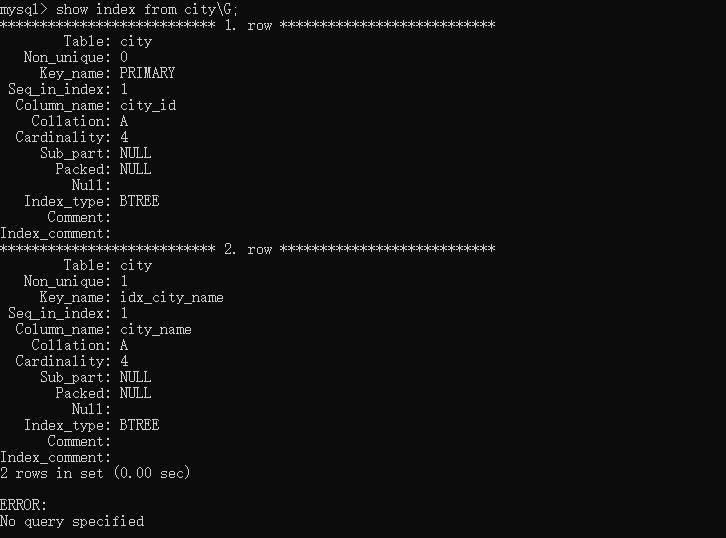 mysql> show index from city\G;
*************************** 1. row ***************************
Table: city
Non_unique: 0
Key_name: PRIMARY
Seq_in_index: 1
Column_name: city_id
Collation: A
Cardinality: 4
Sub_part: NULL
Packed: NULL
Null:
Index_type: BTREE
Comment:
Index_comment:
*************************** 2. row ***************************
Table: city
Non_unique: 1
Key_name: idx_city_name
Seq_in_index: 1
Column_name: city_name
Collation: A
Cardinality: 4
Sub_part: NULL
Packed: NULL
Null:
Index_type: BTREE
Comment:
Index_comment:
2 rows in set (0.00 sec)
ERROR:
No query specified